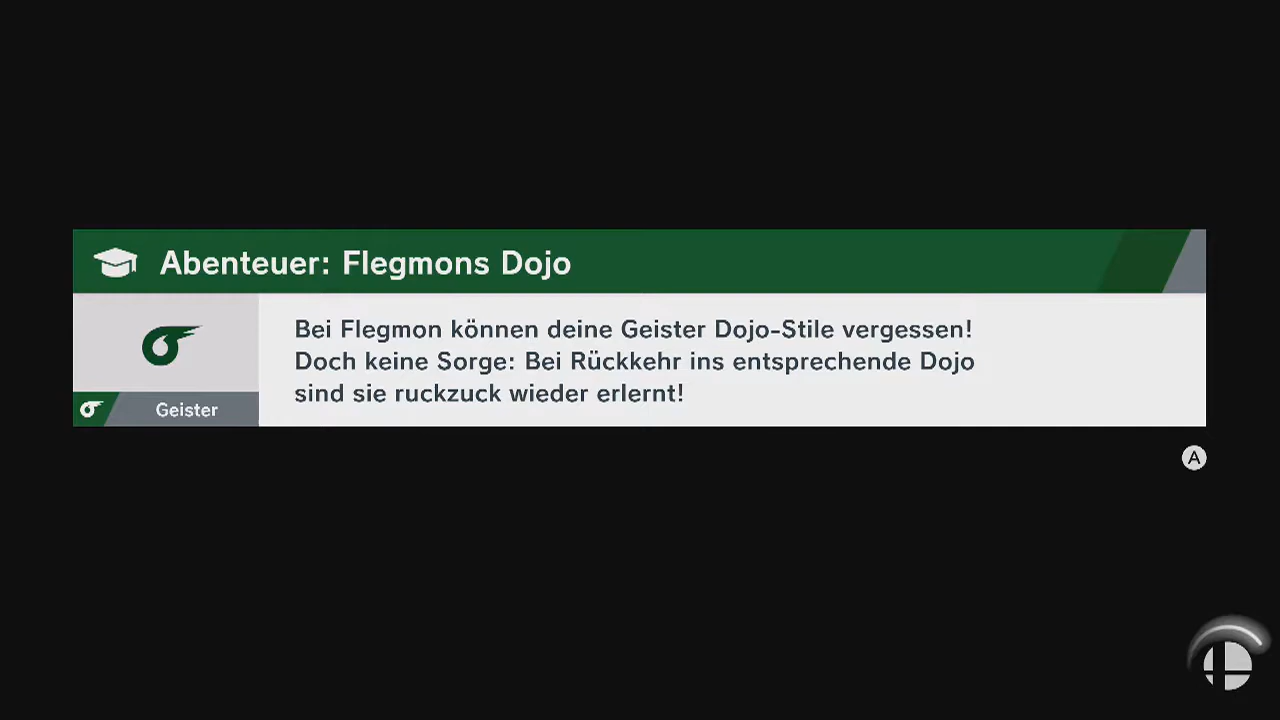 Abenteuer: Flegmons Dojo
Bei Flegmon können deine Geister Dojo-Stile vergessen!
Doch keine Sorge: Bei Rückkehr ins entsprechende Dojo
sind sie ruckzuck wieder erlernt!
Geister
A